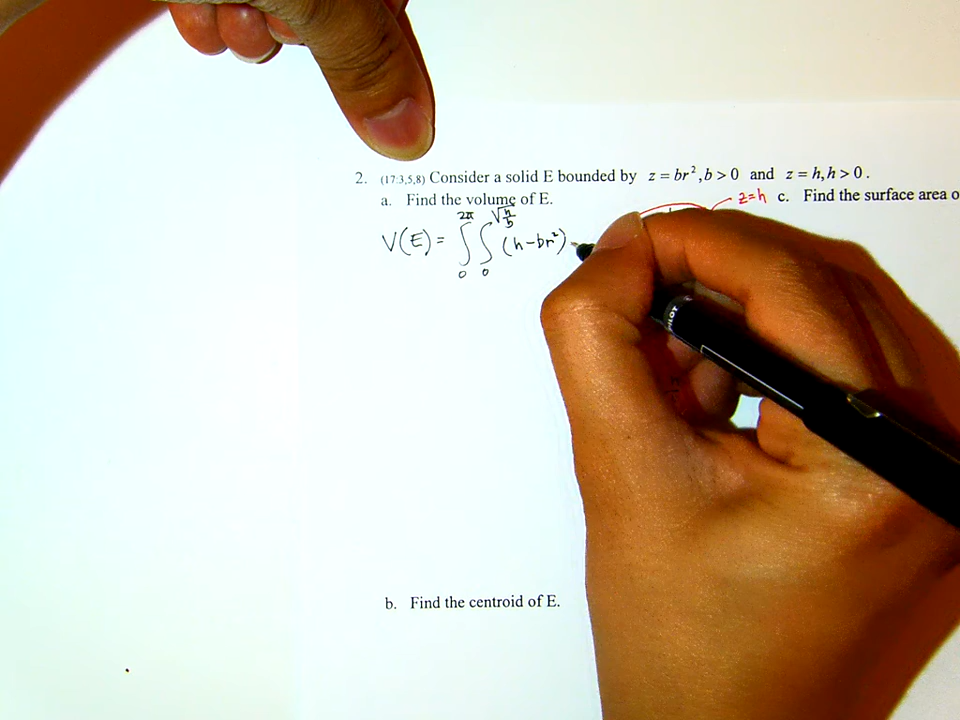 2. (17:3,5,8) Consider a solid E bounded by z = br², b > 0 and z = h, h > 0.
a. Find the volume of E.
z=h c. Find the surface area o
V(E) = ∫₀^2π ∫₀^√(h/b) (h-br²)
PILOT
b. Find the centroid of E.